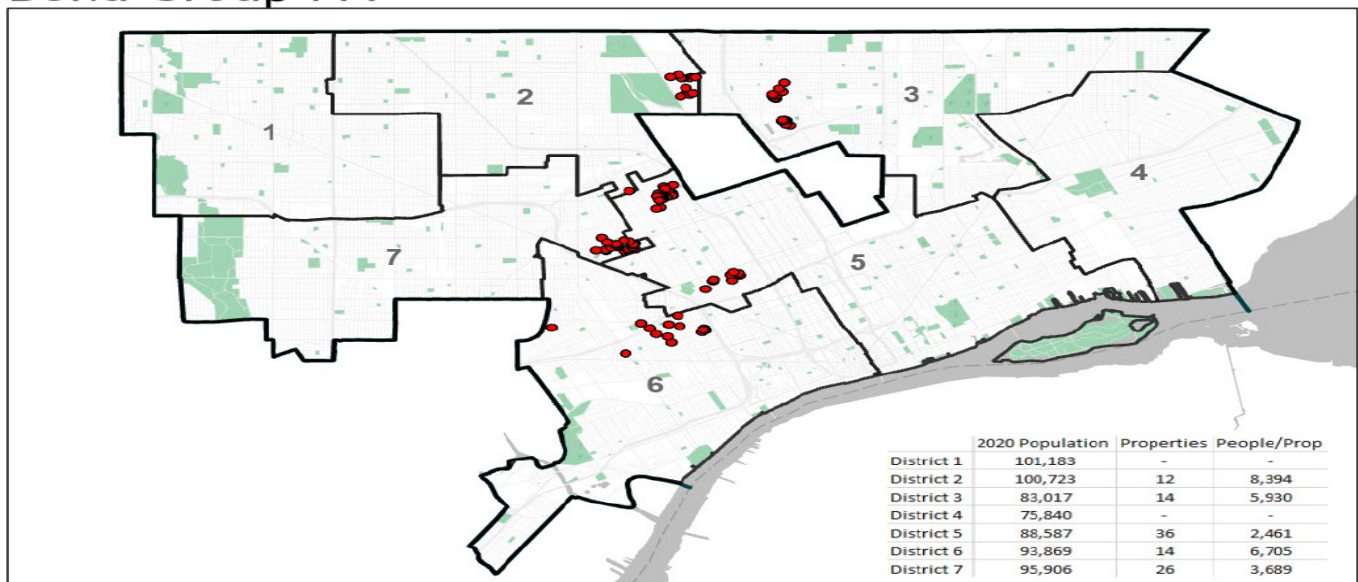 2
3
1
4
7
5
6
2020 Population Properties People/Prop
District 1 101,183 - -
District 2 100,723 12 8,394
District 3 83,017 14 5,930
District 4 75,840 - -
District 5 88,587 36 2,461
District 6 93,869 14 6,705
District 7 95,906 26 3,689